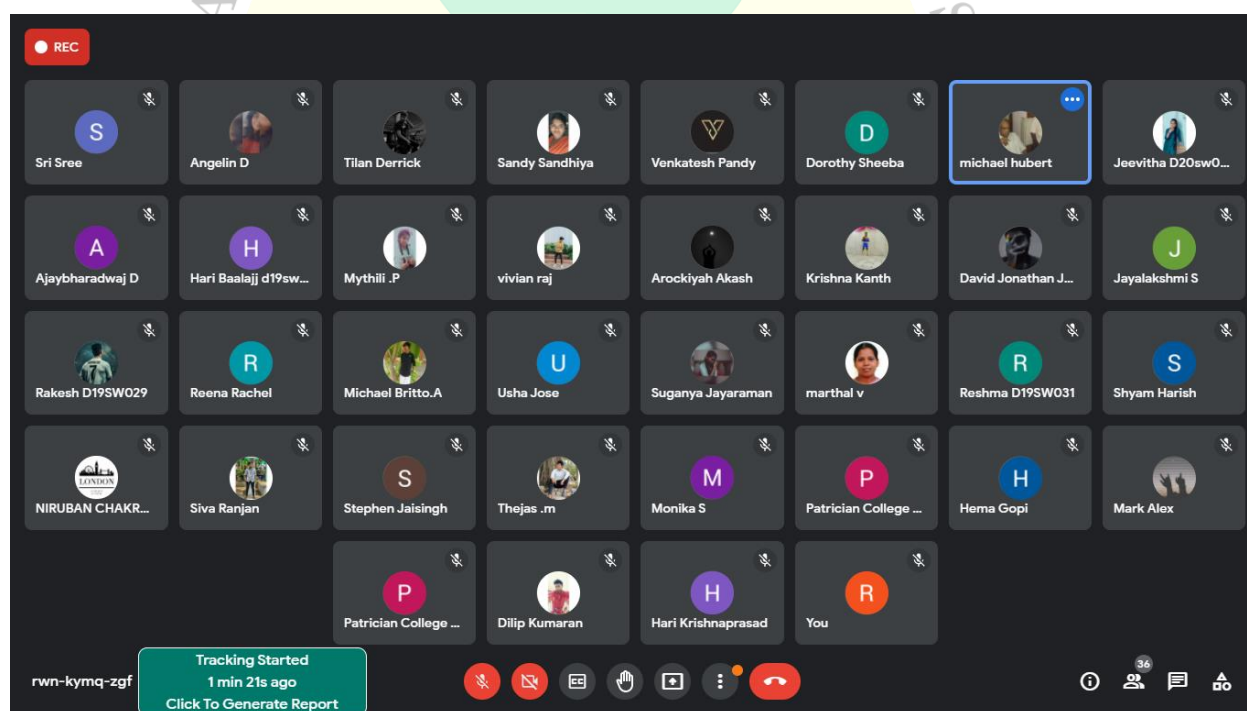 REC
S
Sri Sree
Angelin D
Tilan Derrick
Sandy Sandhiya
Venkatesh Pandy
D
Dorothy Sheeba
michael hubert
Jeevitha D20sw0...
A
Ajaybharadwaj D
H
Hari Baalajj d19sw...
Mythili .P
vivian raj
Arockiyah Akash
Krishna Kanth
David Jonathan J...
J
Jayalakshmi S
7
Rakesh D19SW029
R
Reena Rachel
Michael Britto.A
U
Usha Jose
Suganya Jayaraman
marthal v
R
Reshma D19SW031
S
Shyam Harish
LONDON
NIRUBAN CHAKR...
Siva Ranjan
S
Stephen Jaisingh
Thejas .m
M
Monika S
P
Patrician College ...
H
Hema Gopi
Mark Alex
P
Patrician College ...
Dilip Kumaran
H
Hari Krishnaprasad
R
You
rwn-kymq-zgf
Tracking Started
1 min 21s ago
Click To Generate Report
CC
36